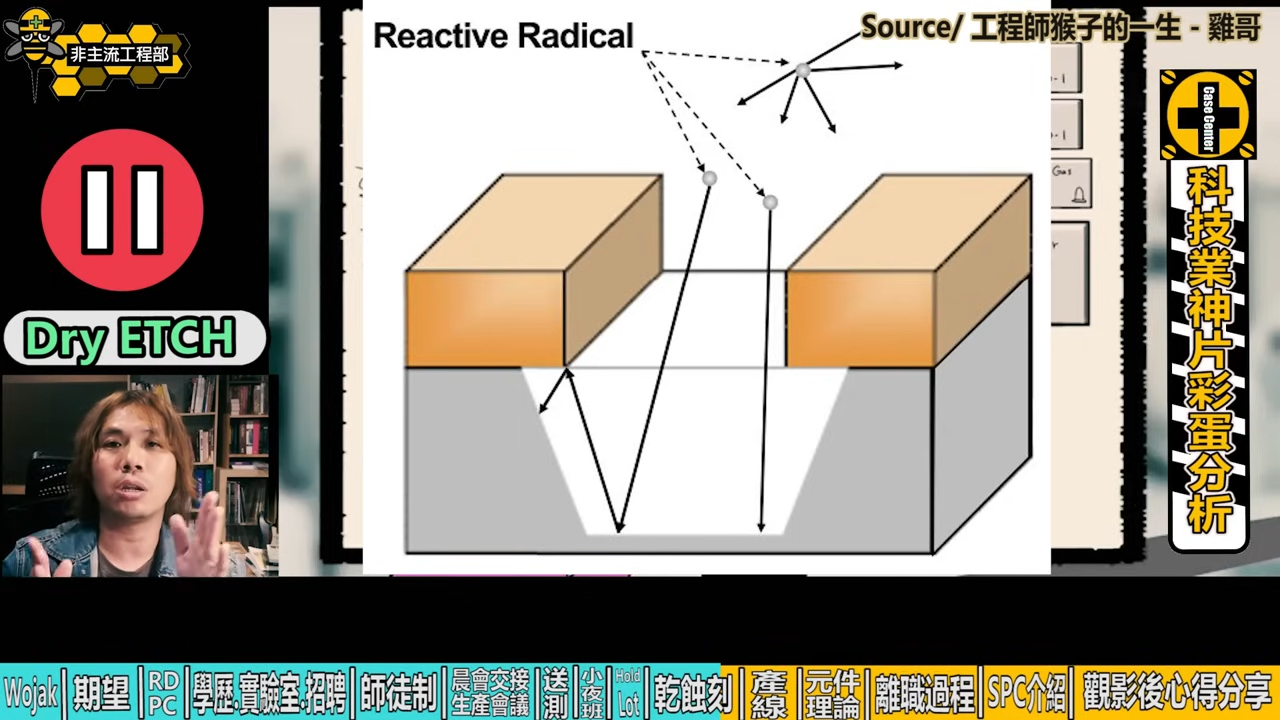 Reactive Radical
Source/ 工程師猴子的一生 - 雞哥
非主流工程部
Case Center
Dry ETCH
科技業神片彩蛋分析
Gas
Wojak
期望
RD
PC
學歷.實驗室.招聘
師徒制
晨會交接
生產會議
送測
小夜班
Hold
Lot
乾蝕刻
產線
元件
理論
離職過程
SPC介紹
觀影後心得分享